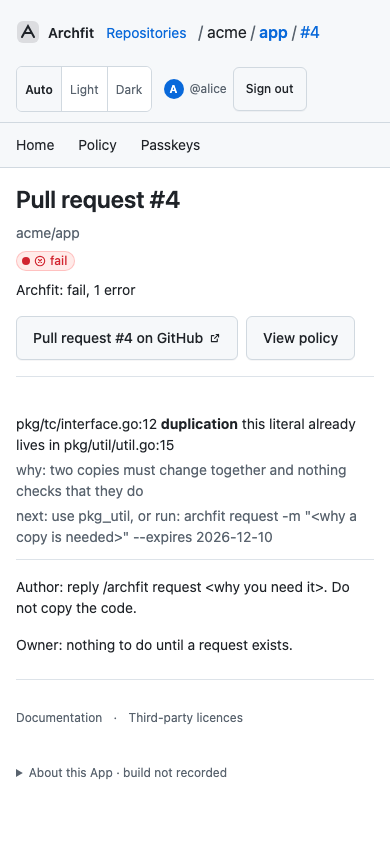 Archfit Repositories / acme / app / #4
Auto Light Dark A @alice Sign out
Home Policy Passkeys
Pull request #4
acme/app
fail
Archfit: fail, 1 error
Pull request #4 on GitHub View policy
pkg/tc/interface.go:12 duplication this literal already
lives in pkg/util/util.go:15
why: two copies must change together and nothing
checks that they do
next: use pkg_util, or run: archfit request -m "<why a
copy is needed>" --expires 2026-12-10
Author: reply /archfit request <why you need it>. Do
not copy the code.
Owner: nothing to do until a request exists.
Documentation · Third-party licences
About this App · build not recorded